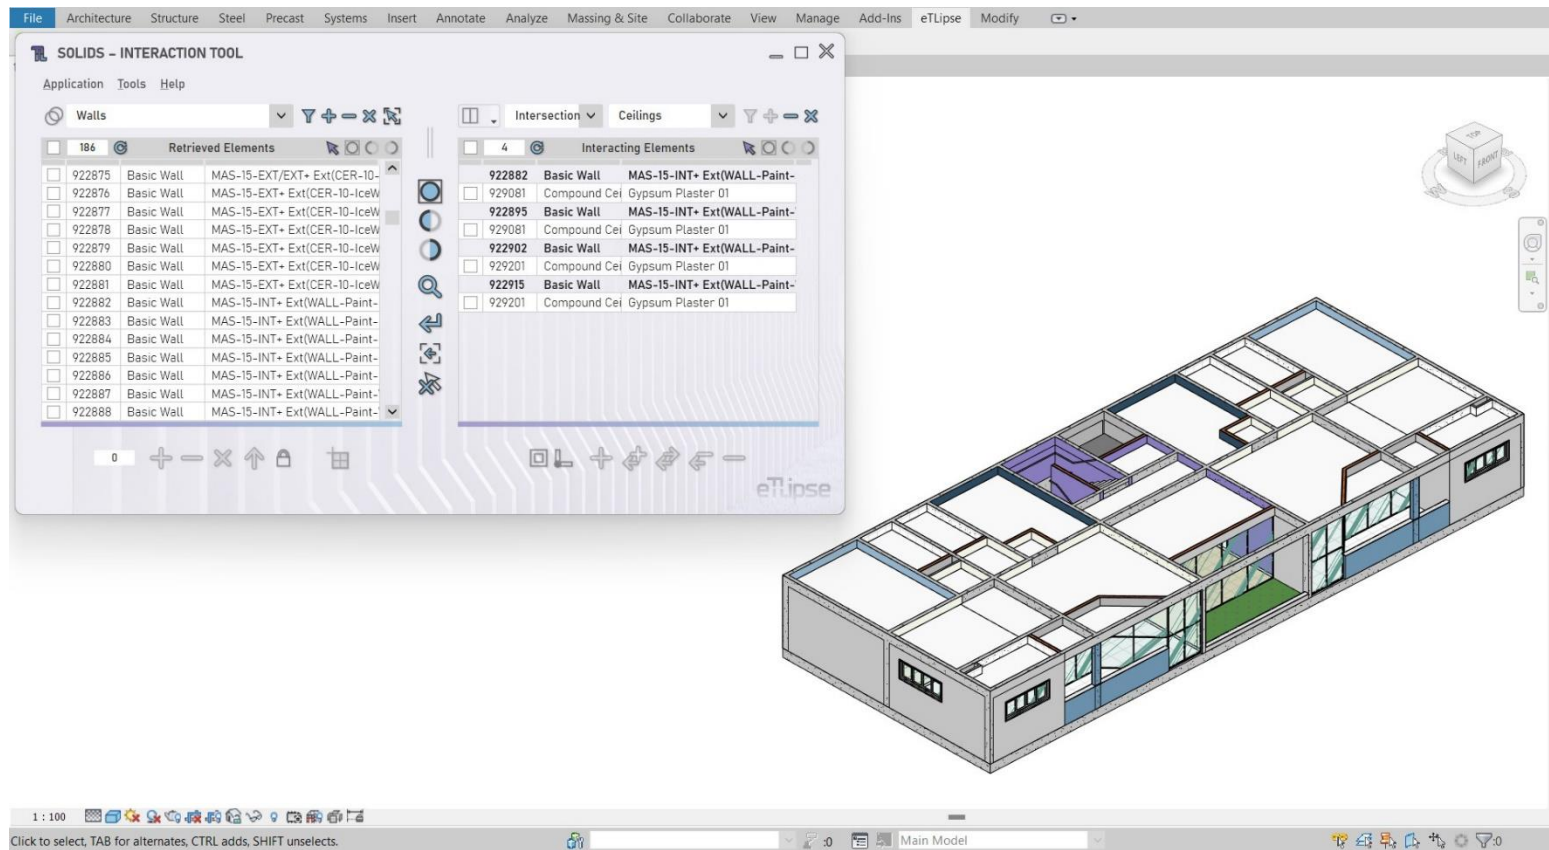 File Architecture Structure Steel Precast Systems Insert Annotate Analyze Massing & Site Collaborate View Manage Add-Ins eTLipse Modify
SOLIDS – INTERACTION TOOL
Application Tools Help
Walls
Intersection Ceilings
186 Retrieved Elements
4 Interacting Elements
922875 Basic Wall MAS-15-EXT/EXT+ Ext(CER-10-
922876 Basic Wall MAS-15-EXT+ Ext(CER-10-IceW
922877 Basic Wall MAS-15-EXT+ Ext(CER-10-IceW
922878 Basic Wall MAS-15-EXT+ Ext(CER-10-IceW
922879 Basic Wall MAS-15-EXT+ Ext(CER-10-IceW
922880 Basic Wall MAS-15-EXT+ Ext(CER-10-IceW
922881 Basic Wall MAS-15-EXT+ Ext(CER-10-IceW
922882 Basic Wall MAS-15-INT+ Ext(WALL-Paint-
922883 Basic Wall MAS-15-INT+ Ext(WALL-Paint-
922884 Basic Wall MAS-15-INT+ Ext(WALL-Paint-
922885 Basic Wall MAS-15-INT+ Ext(WALL-Paint-
922886 Basic Wall MAS-15-INT+ Ext(WALL-Paint-
922887 Basic Wall MAS-15-INT+ Ext(WALL-Paint-
922888 Basic Wall MAS-15-INT+ Ext(WALL-Paint-
922882 Basic Wall MAS-15-INT+ Ext(WALL-Paint-
929081 Compound Cei Gypsum Plaster 01
922895 Basic Wall MAS-15-INT+ Ext(WALL-Paint-
929081 Compound Cei Gypsum Plaster 01
922902 Basic Wall MAS-15-INT+ Ext(WALL-Paint-
929201 Compound Cei Gypsum Plaster 01
922915 Basic Wall MAS-15-INT+ Ext(WALL-Paint-
929201 Compound Cei Gypsum Plaster 01
0
eTLipse
TOP
LEFT FRONT
1 : 100
Click to select, TAB for alternates, CTRL adds, SHIFT unselects.
:0
Main Model
:0